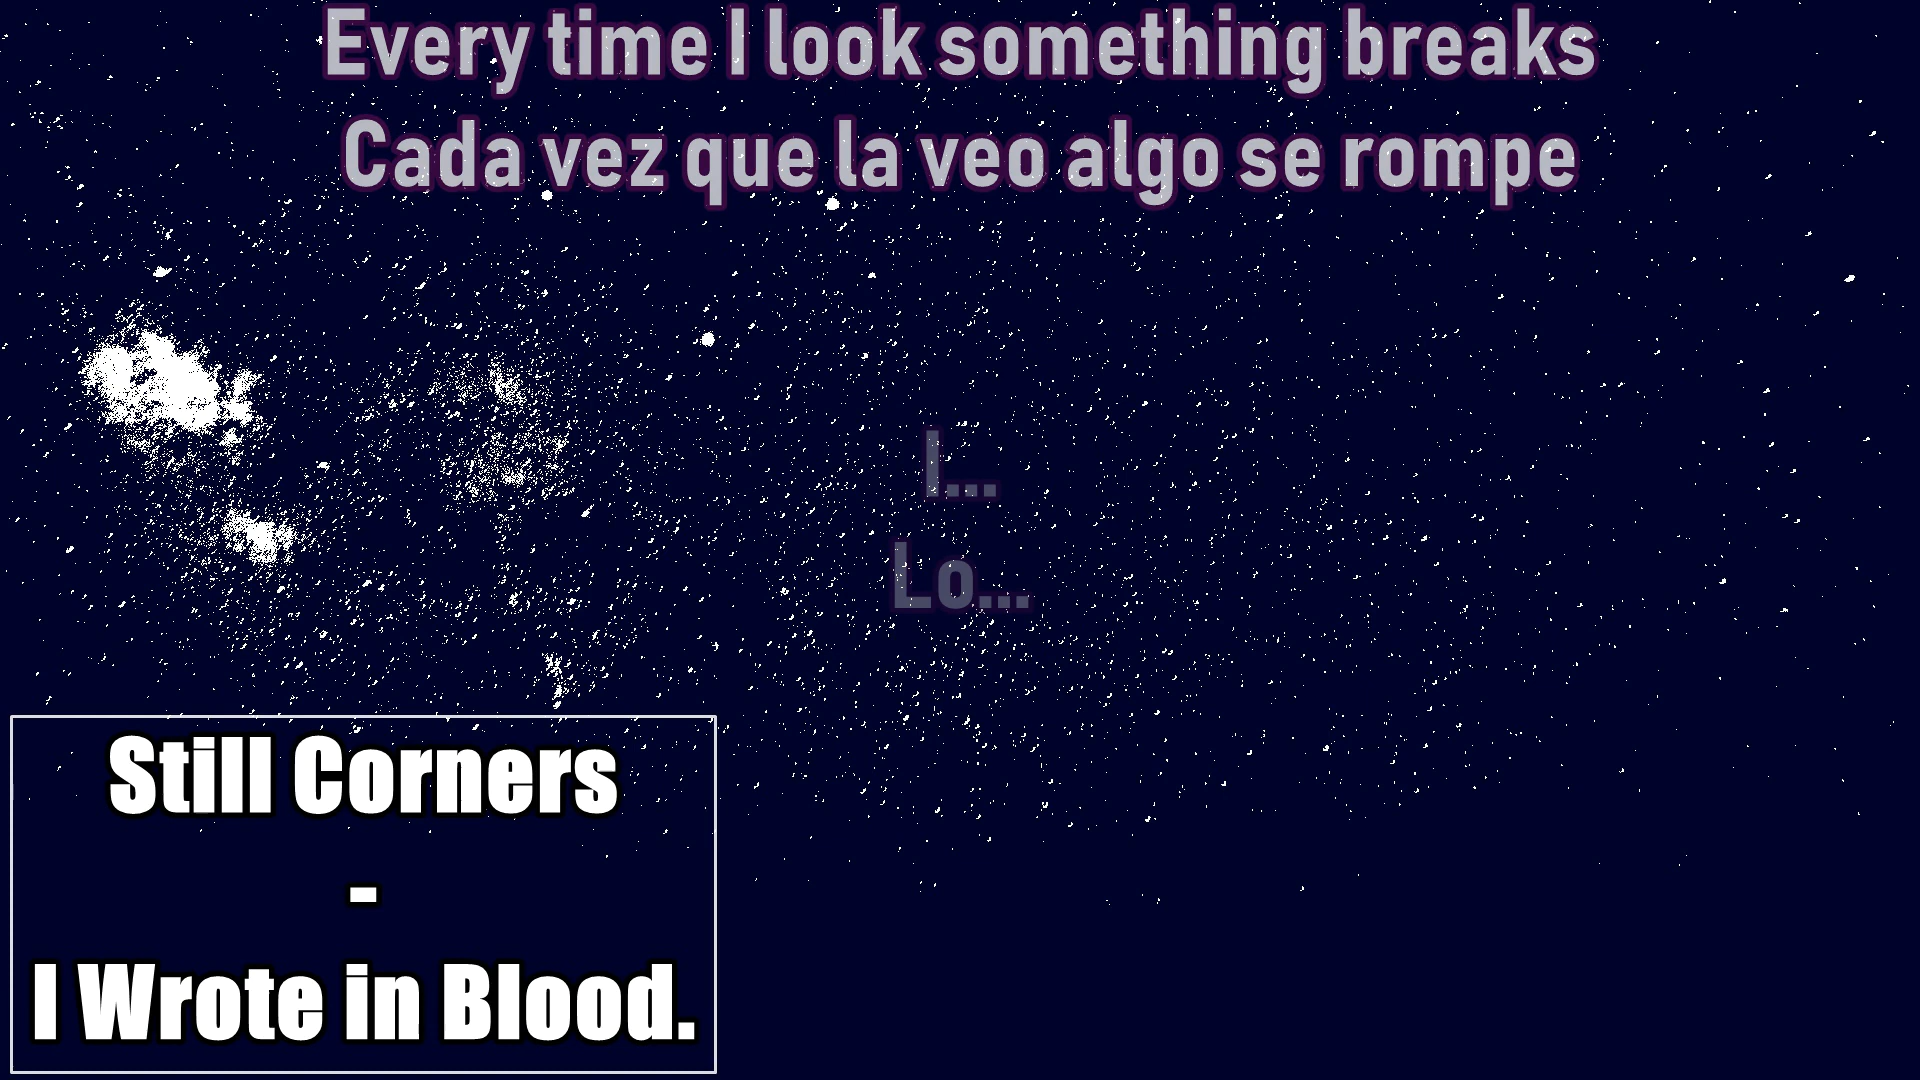 Every time I look something breaks
Cada vez que la veo algo se rompe
I...
Lo...
Still Corners
-
I Wrote in Blood.